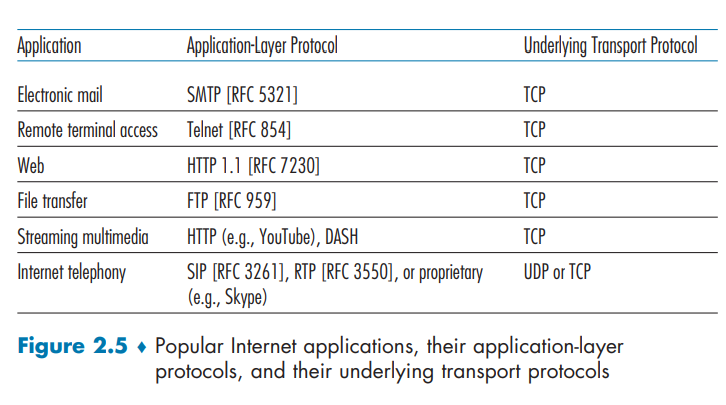 Application Application-Layer Protocol Underlying Transport Protocol
Electronic mail SMTP [RFC 5321] TCP
Remote terminal access Telnet [RFC 854] TCP
Web HTTP 1.1 [RFC 7230] TCP
File transfer FTP [RFC 959] TCP
Streaming multimedia HTTP (e.g., YouTube), DASH TCP
Internet telephony SIP [RFC 3261], RTP [RFC 3550], or proprietary UDP or TCP
(e.g., Skype)
Figure 2.5 ♦ Popular Internet applications, their application-layer
protocols, and their underlying transport protocols